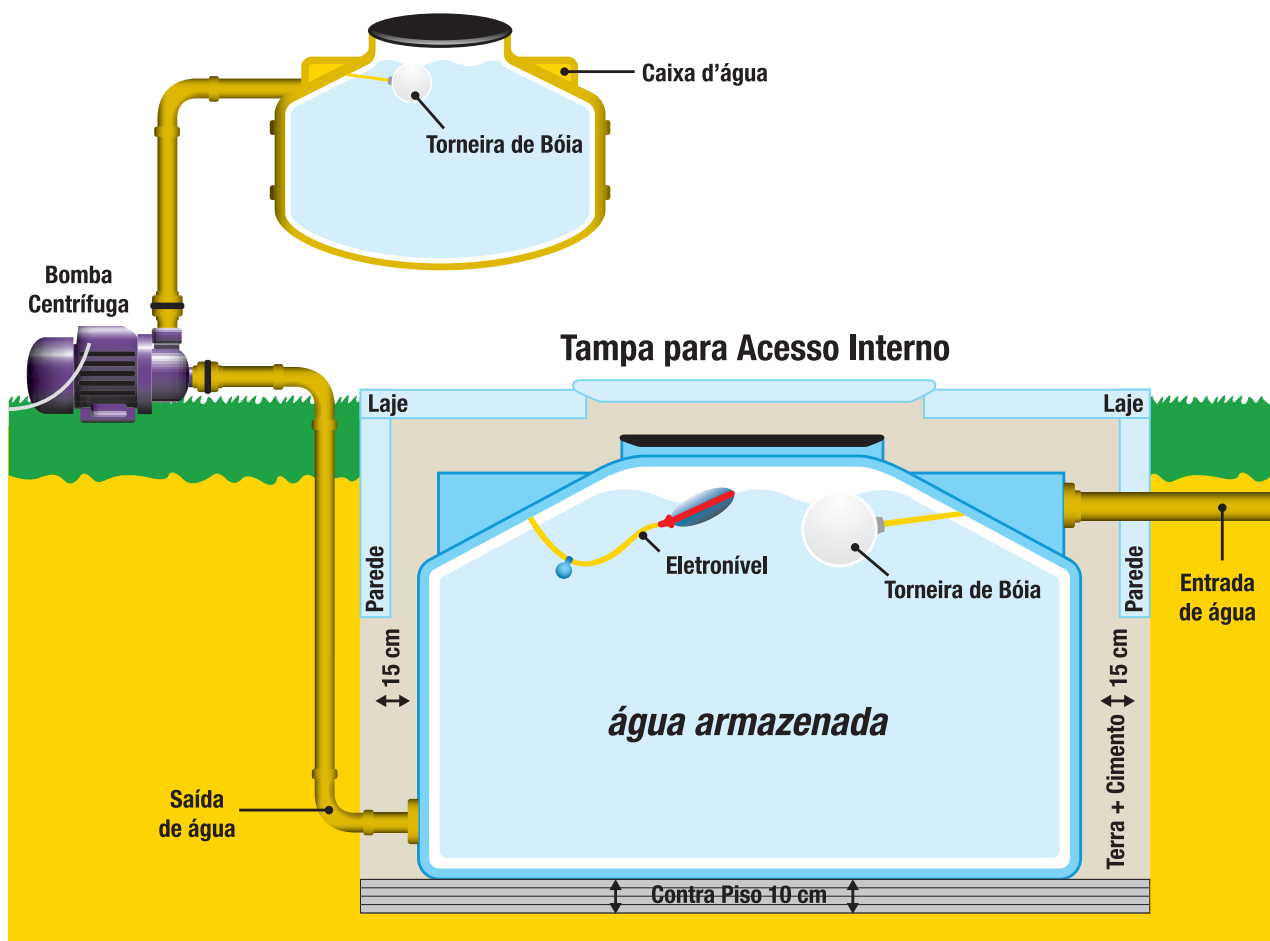 Caixa d'água
Torneira de Bóia
Bomba
Centrífuga
Tampa para Acesso Interno
Laje
Laje
Parede
Eletronível
Torneira de Bóia
Parede
Entrada
de água
15 cm
15 cm
água armazenada
Terra + Cimento
Saída
de água
Contra Piso 10 cm